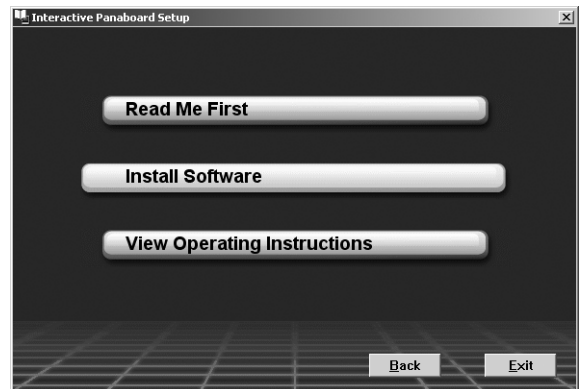 Interactive Panaboard Setup
Read Me First
Install Software
View Operating Instructions
Back Exit